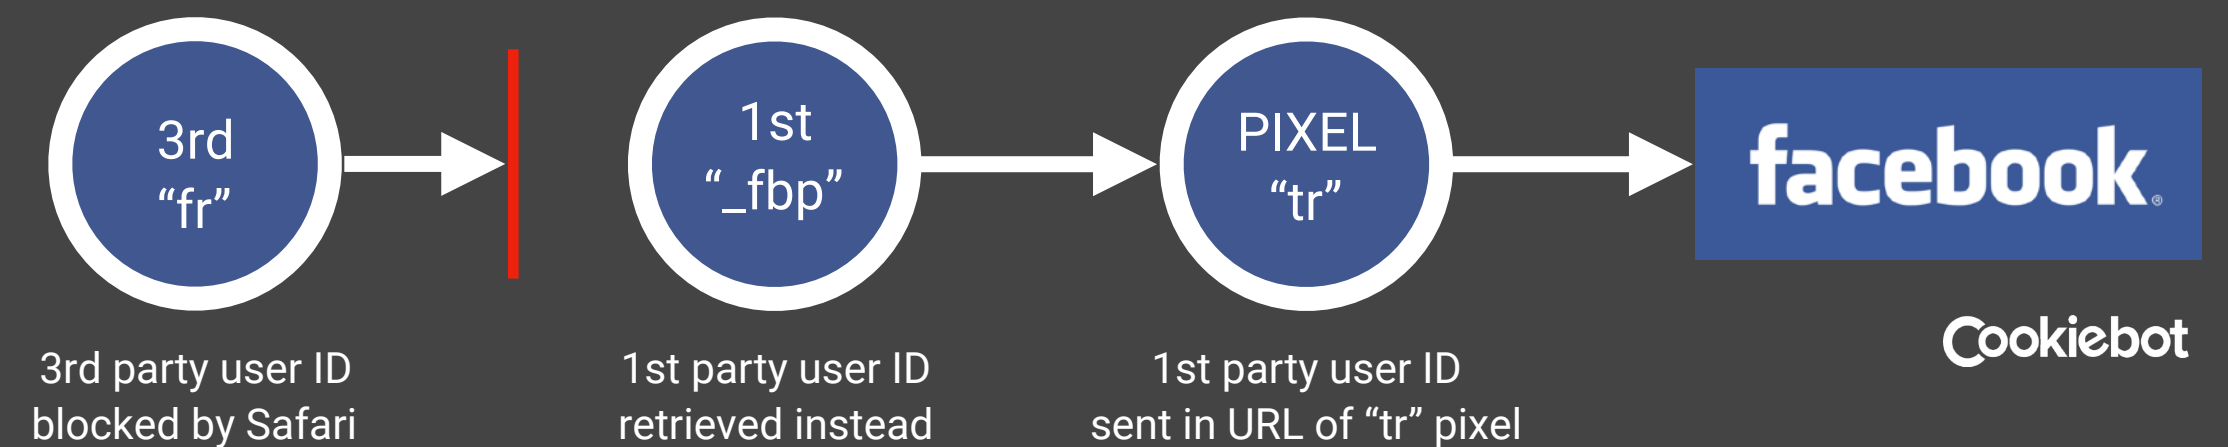 3rd
“fr”
3rd party user ID
blocked by Safari
1st
“_fbp”
1st party user ID
retrieved instead
PIXEL
“tr”
1st party user ID
sent in URL of “tr” pixel
facebook®
Cookiebot